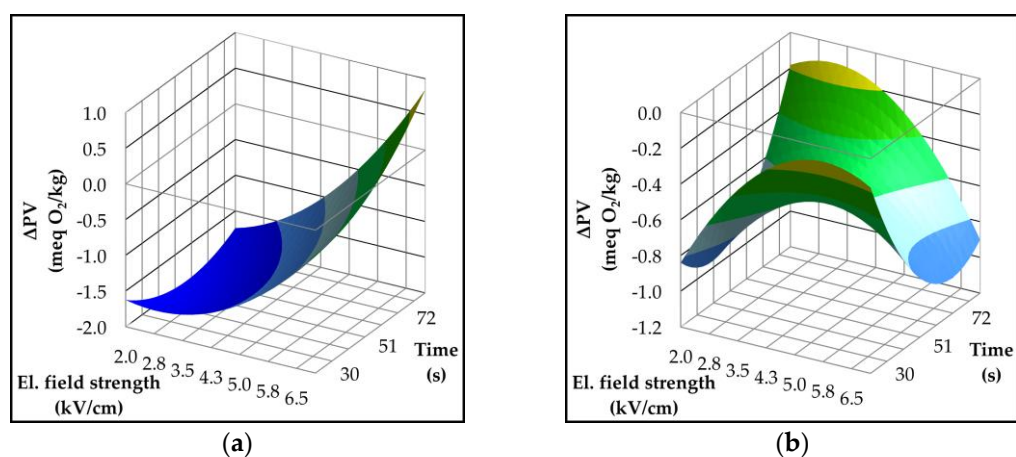 1.0
0.5
0.0
-0.5
-1.0
-1.5
-2.0
ΔPV
(meq O₂/kg)
2.0
2.8
3.5
4.3
5.0
5.8
6.5
El. field strength
(kV/cm)
30
51
72
Time
(s)
(a)
0.0
-0.2
-0.4
-0.6
-0.8
-1.0
-1.2
ΔPV
(meq O₂/kg)
2.0
2.8
3.5
4.3
5.0
5.8
6.5
El. field strength
(kV/cm)
30
51
72
Time
(s)
(b)